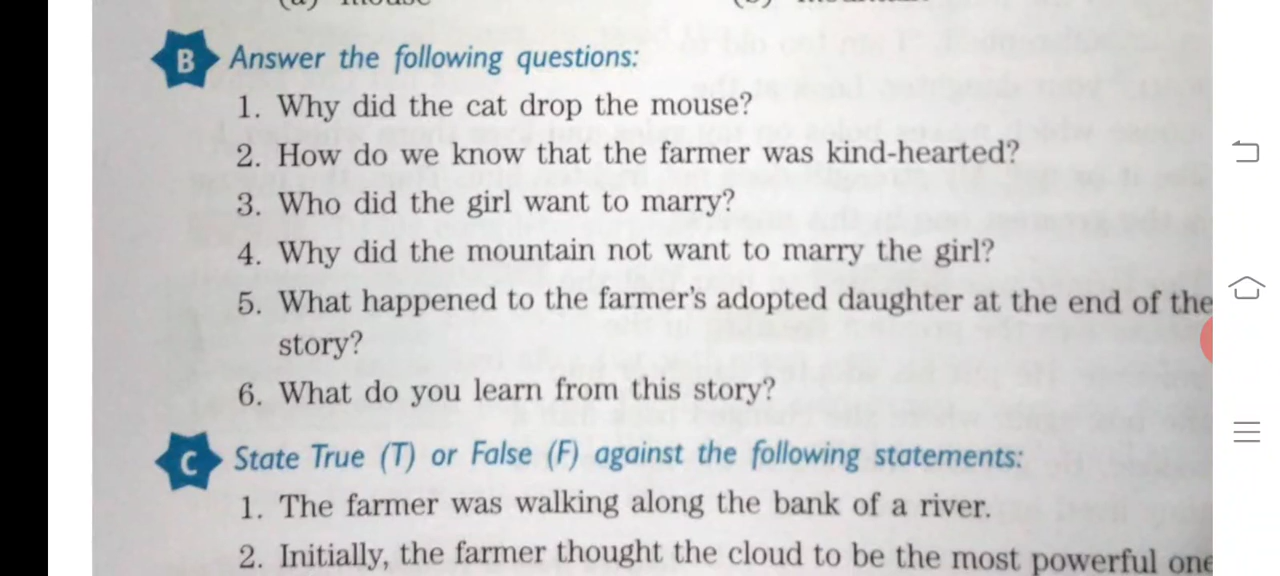 (a) mouse (b) mountain
B Answer the following questions:
1. Why did the cat drop the mouse?
2. How do we know that the farmer was kind-hearted?
3. Who did the girl want to marry?
4. Why did the mountain not want to marry the girl?
5. What happened to the farmer's adopted daughter at the end of the
story?
6. What do you learn from this story?
C State True (T) or False (F) against the following statements:
1. The farmer was walking along the bank of a river.
2. Initially, the farmer thought the cloud to be the most powerful one